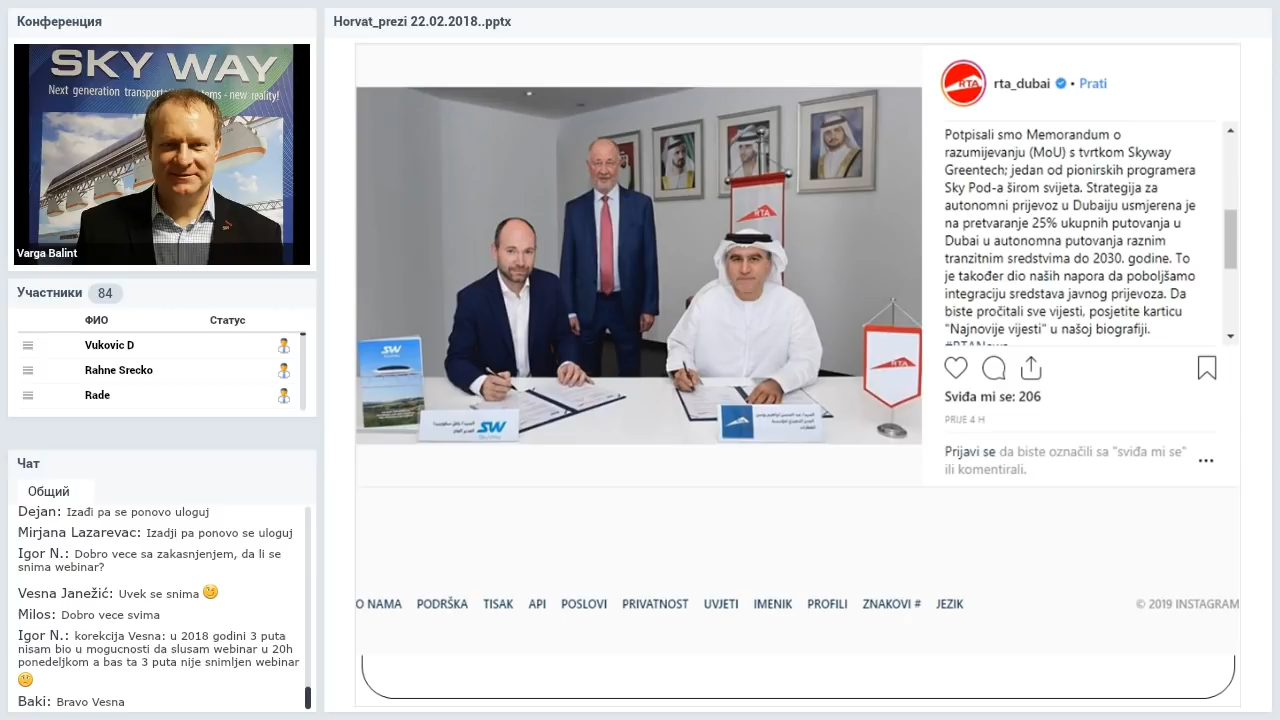 Конференция
SKY WAY
Next generation
new reality!
Varga Balint
Участники 84
ФИО Статус
Vukovic D
Rahne Srecko
Rade
Чат
Общий
Dejan: Izađi pa se ponovo uloguj
Mirjana Lazarevac: Izadji pa ponovo se uloguj
Igor N.: Dobro vece sa zakasnjenjem, da li se
snima webinar?
Vesna Janežić: Uvek se snima
Milos: Dobro vece svima
Igor N.: korekcija Vesna: u 2018 godini 3 puta
nisam bio u mogucnosti da slusam webinar u 20h
ponedeljkom a bas ta 3 puta nije snimljen webinar
Baki: Bravo Vesna
Horvat_prezi 22.02.2018..pptx
RTA
RTA
SW
SW
rta_dubai • Prati
Potpisali smo Memorandum o
razumijevanju (MoU) s tvrtkom Skyway
Greentech; jedan od pionirskih programera
Sky Pod-a širom svijeta. Strategija za
autonomni prijevoz u Dubaiju usmjerena je
na pretvaranje 25% ukupnih putovanja u
Dubai u autonomna putovanja raznim
tranzitnim sredstvima do 2030. godine. To
je također dio naših napora da poboljšamo
integraciju sredstava javnog prijevoza. Da
biste pročitali sve vijesti, posjetite karticu
"Najnovije vijesti" u našoj biografiji.
Sviđa mi se: 206
PRIJE 4 H
Prijavi se da biste označili sa "sviđa mi se"
ili komentirali.
O NAMA PODRŠKA TISAK API POSLOVI PRIVATNOST UVJETI IMENIK PROFILI ZNAKOVI # JEZIK © 2019 INSTAGRAM